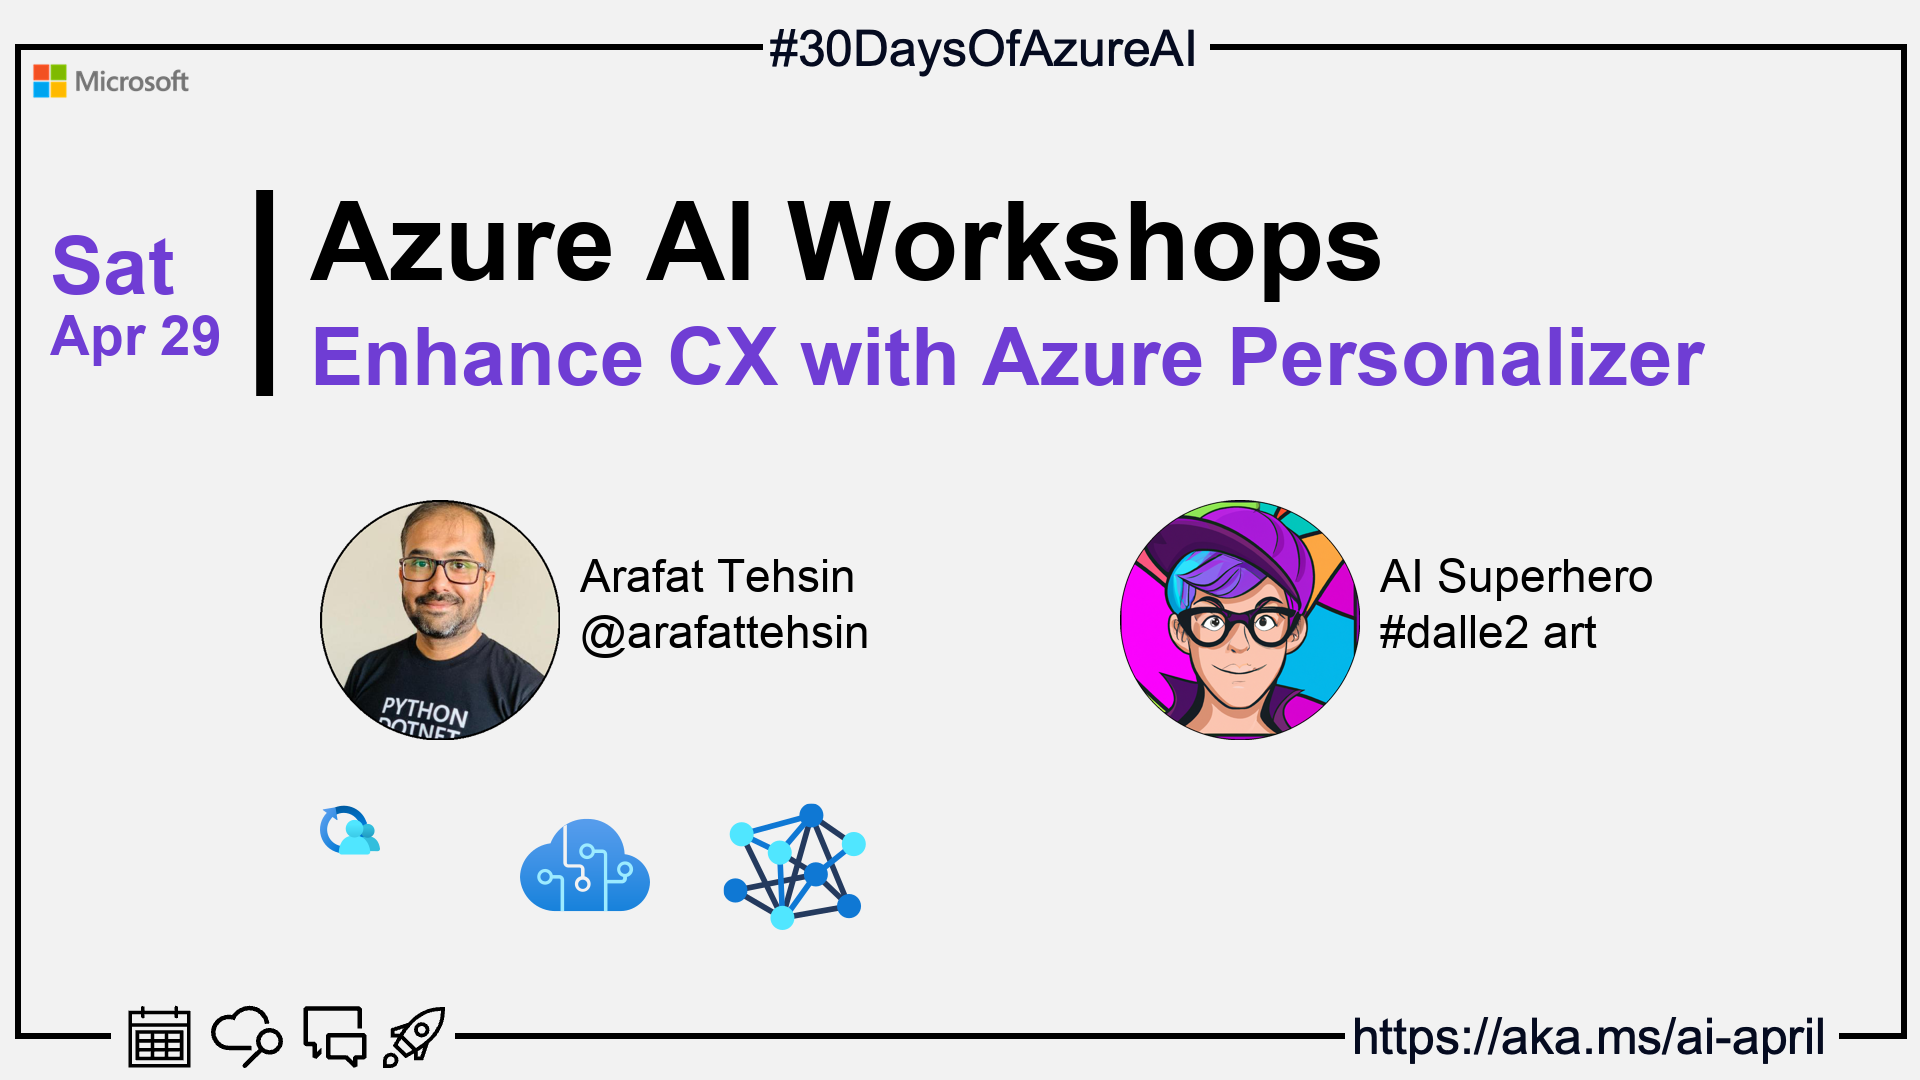 #30DaysOfAzureAI
Microsoft
Sat
Apr 29
Azure AI Workshops
Enhance CX with Azure Personalizer
Arafat Tehsin
@arafattehsin
PYTHON
DOTNET
AI Superhero
#dalle2 art
https://aka.ms/ai-april